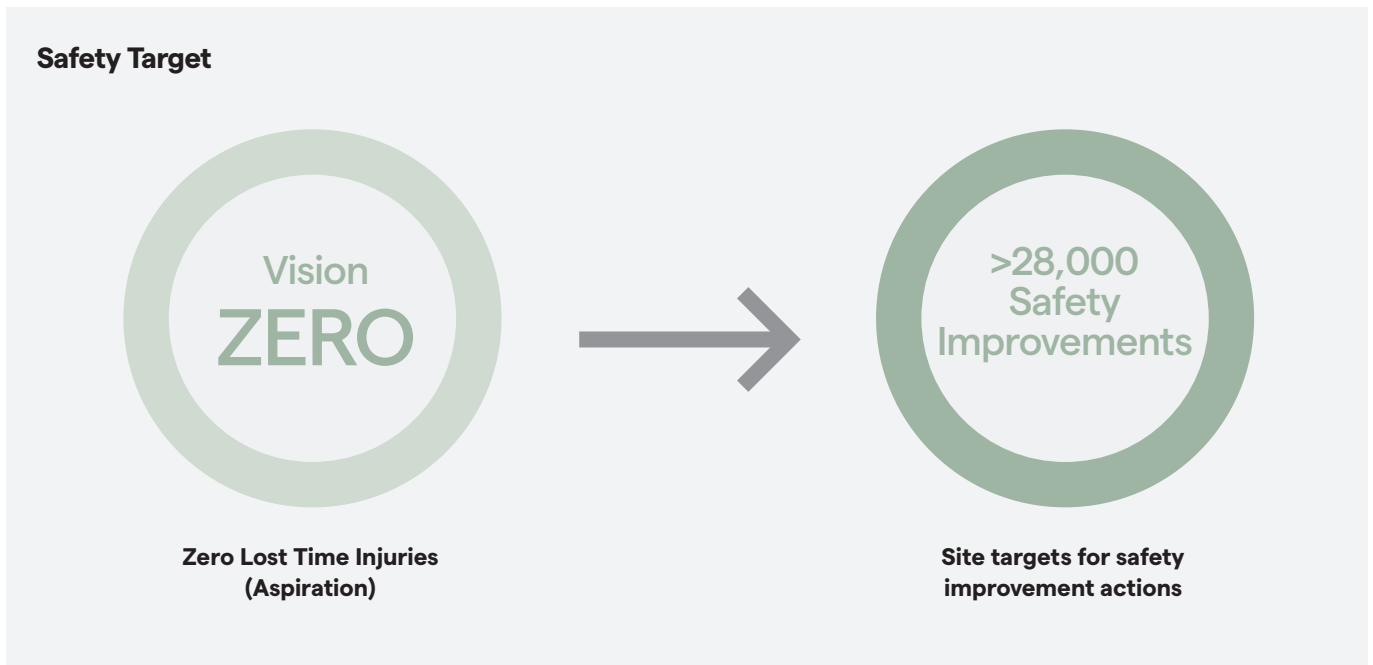 Safety Target
Vision
ZERO
>28,000
Safety
Improvements
Zero Lost Time Injuries
(Aspiration)
Site targets for safety
improvement actions